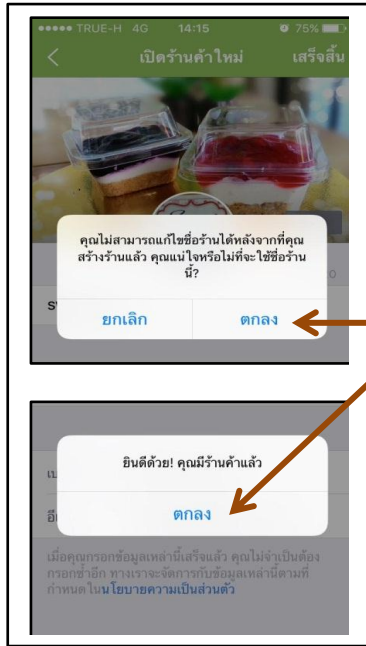 TRUE-H 4G 14:15 75%
เปิดร้านค้าใหม่ เสร็จสิ้น
คุณไม่สามารถแก้ไขชื่อร้านได้หลังจากที่คุณ
สร้างร้านแล้ว คุณแน่ใจหรือไม่ที่จะใช้ชื่อร้าน
นี้?
ยกเลิก ตกลง
ยินดีด้วย! คุณมีร้านค้าแล้ว
ตกลง
เมื่อคุณกรอกข้อมูลเหล่านี้เสร็จแล้ว คุณไม่จำเป็นต้อง
กรอกซ้ำอีก ทางเราจะจัดการกับข้อมูลเหล่านี้ตามที่
กำหนดในนโยบายความเป็นส่วนตัว